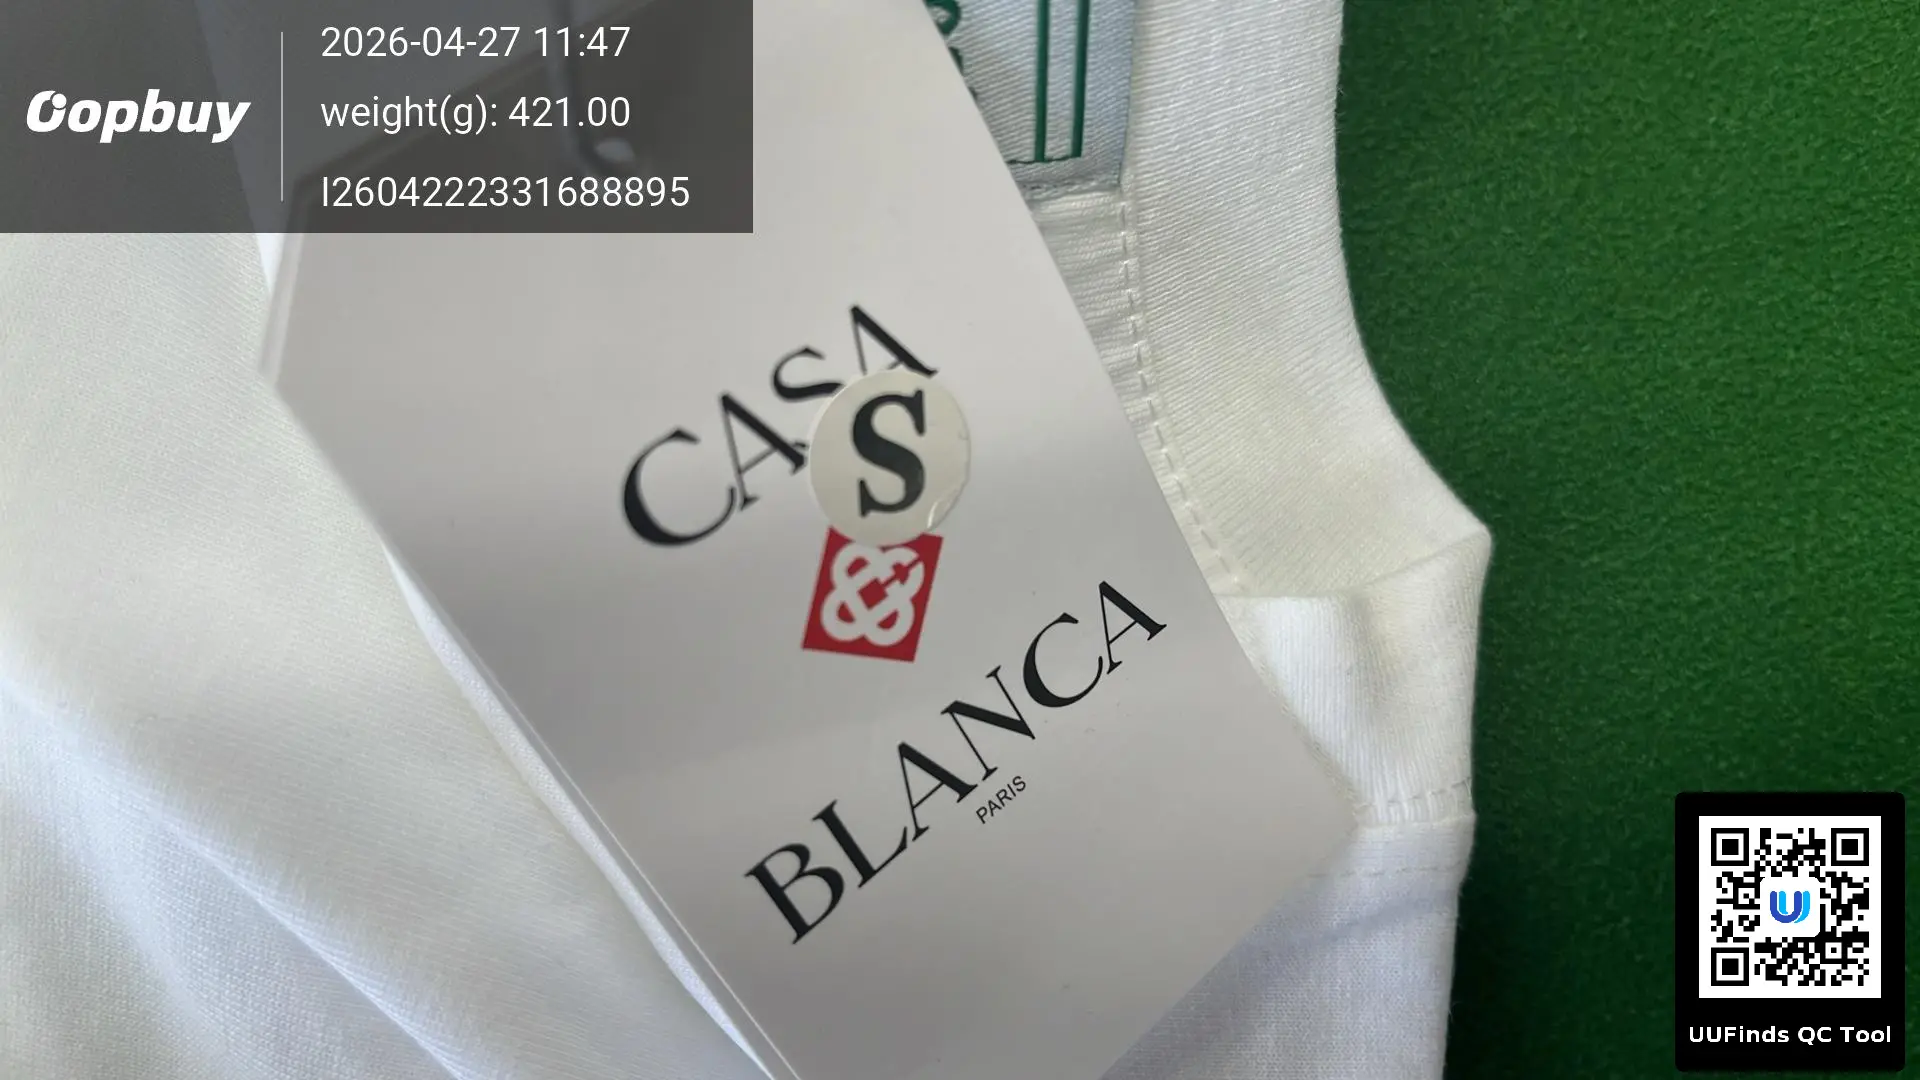 Oopbuy
2026-04-27 11:47
weight(g): 421.00
I2604222331688895
CASA
S
BLANCA
PARIS
U
UUFinds QC Tool